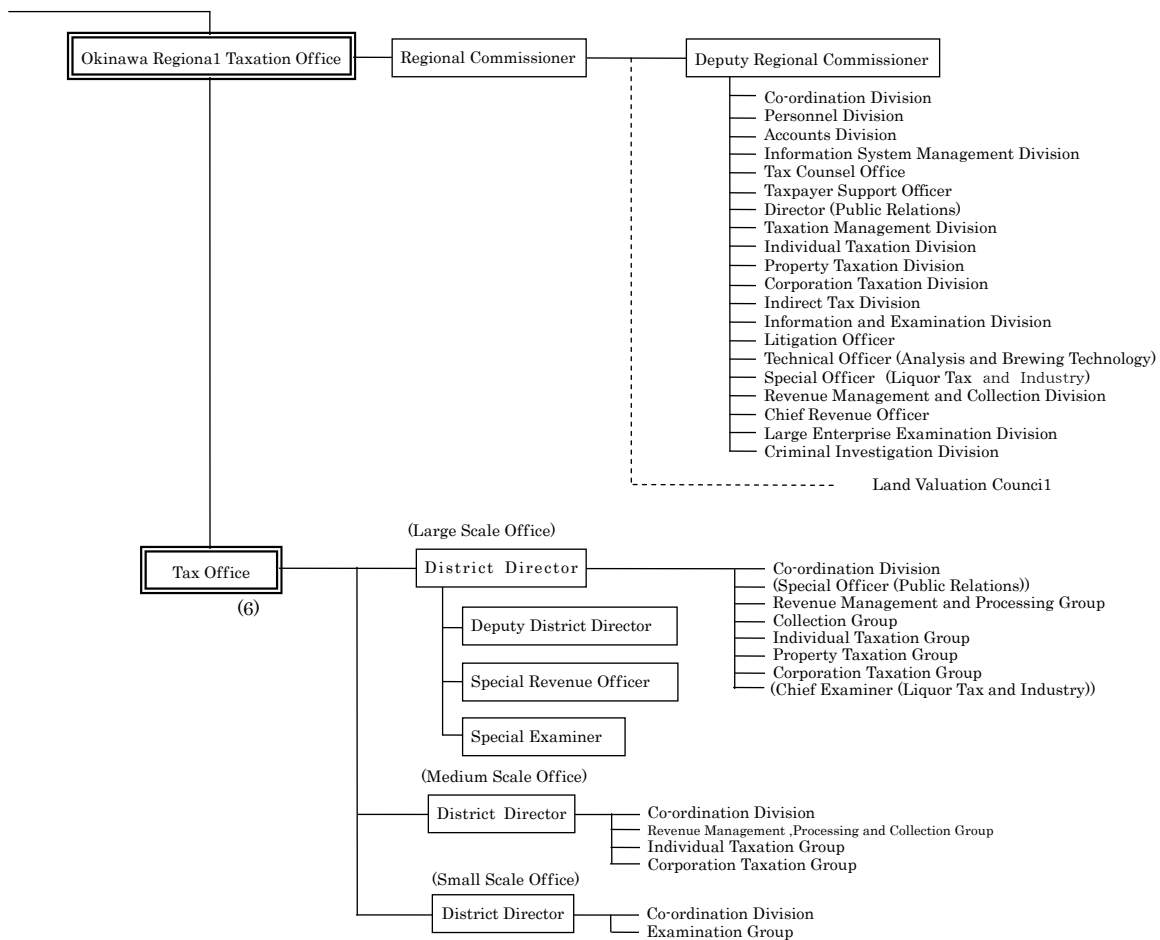 Okinawa Regiona1 Taxation Office
Regional Commissioner
Deputy Regional Commissioner
Co-ordination Division
Personnel Division
Accounts Division
Information System Management Division
Tax Counsel Office
Taxpayer Support Officer
Director (Public Relations)
Taxation Management Division
Individual Taxation Division
Property Taxation Division
Corporation Taxation Division
Indirect Tax Division
Information and Examination Division
Litigation Officer
Technical Officer (Analysis and Brewing Technology)
Special Officer (Liquor Tax and Industry)
Revenue Management and Collection Division
Chief Revenue Officer
Large Enterprise Examination Division
Criminal Investigation Division
Land Valuation Counci1
Tax Office
(6)
(Large Scale Office)
District Director
Deputy District Director
Special Revenue Officer
Special Examiner
Co-ordination Division
(Special Officer (Public Relations))
Revenue Management and Processing Group
Collection Group
Individual Taxation Group
Property Taxation Group
Corporation Taxation Group
(Chief Examiner (Liquor Tax and Industry))
(Medium Scale Office)
District Director
Co-ordination Division
Revenue Management ,Processing and Collection Group
Individual Taxation Group
Corporation Taxation Group
(Small Scale Office)
District Director
Co-ordination Division
Examination Group